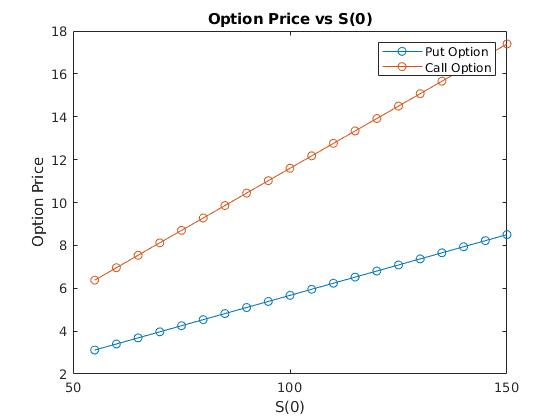 Option Price vs S(0)
18
Put Option
Call Option
16
14
12
10
8
6
4
2
Option Price
50
100
150
S(0)